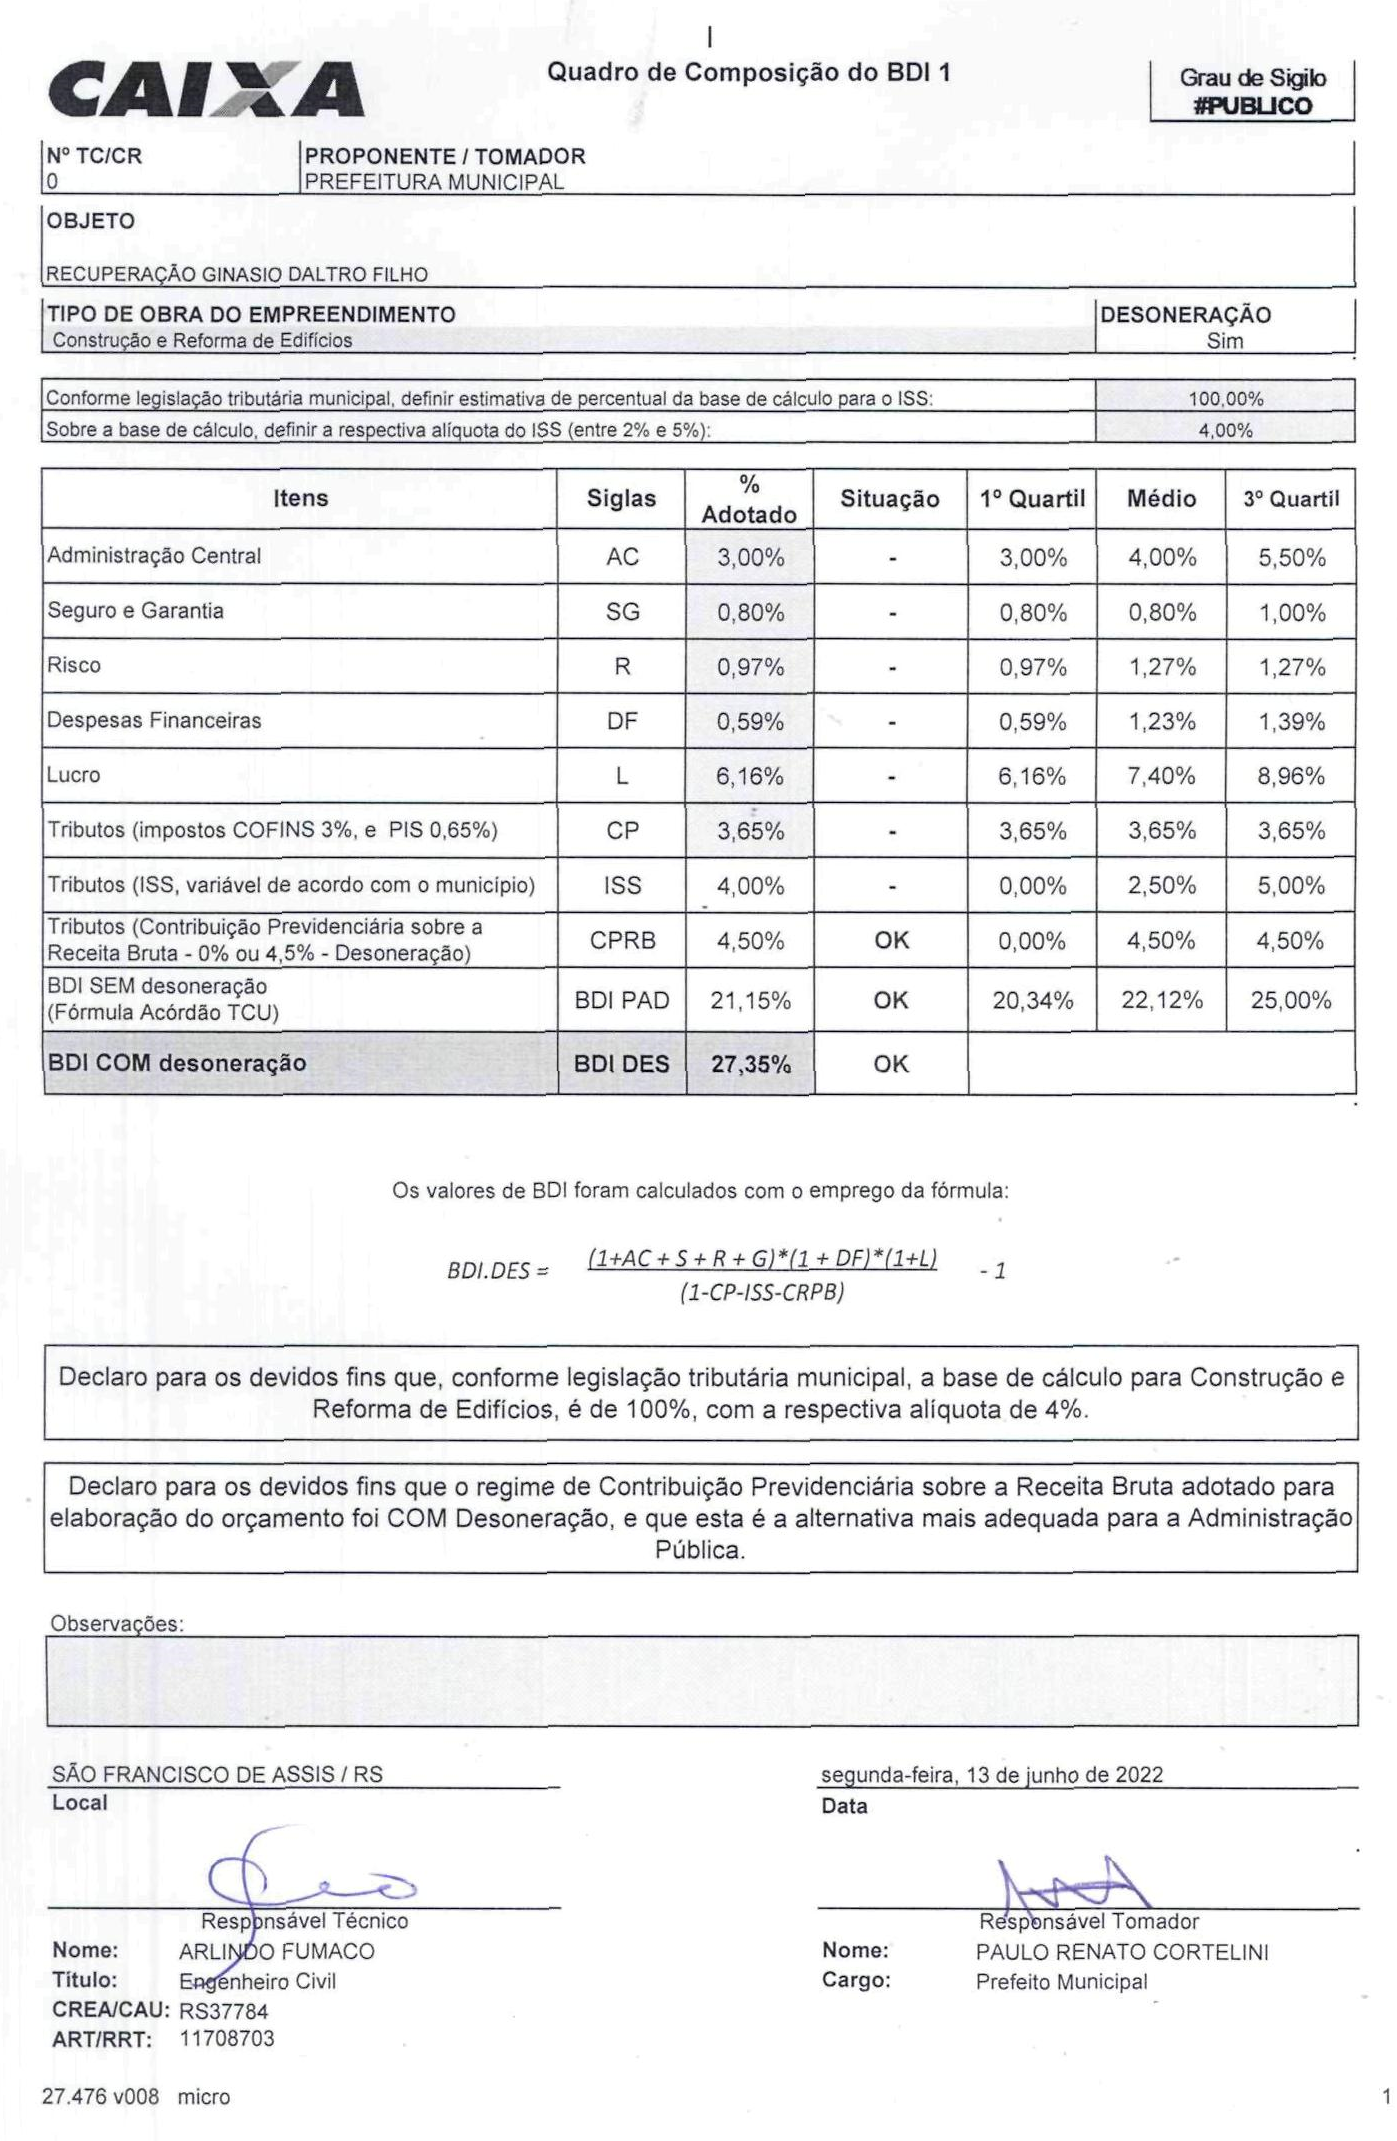 CAIXA
Quadro de Composição do BDI 1
Grau de Sigilo
#PUBLICO
Nº TC/CR
0
PROPONENTE / TOMADOR
PREFEITURA MUNICIPAL
OBJETO
RECUPERAÇÃO GINASIO DALTRO FILHO
TIPO DE OBRA DO EMPREENDIMENTO
Construção e Reforma de Edifícios
DESONERAÇÃO
Sim
Conforme legislação tributária municipal, definir estimativa de percentual da base de cálculo para o ISS: 100,00%
Sobre a base de cálculo, definir a respectiva alíquota do ISS (entre 2% e 5%): 4,00%
Itens Siglas % Adotado Situação 1º Quartil Médio 3º Quartil
Administração Central AC 3,00% - 3,00% 4,00% 5,50%
Seguro e Garantia SG 0,80% - 0,80% 0,80% 1,00%
Risco R 0,97% - 0,97% 1,27% 1,27%
Despesas Financeiras DF 0,59% - 0,59% 1,23% 1,39%
Lucro L 6,16% - 6,16% 7,40% 8,96%
Tributos (impostos COFINS 3%, e PIS 0,65%) CP 3,65% - 3,65% 3,65% 3,65%
Tributos (ISS, variável de acordo com o município) ISS 4,00% - 0,00% 2,50% 5,00%
Tributos (Contribuição Previdenciária sobre a
Receita Bruta - 0% ou 4,5% - Desoneração) CPRB 4,50% OK 0,00% 4,50% 4,50%
BDI SEM desoneração
(Fórmula Acórdão TCU) BDI PAD 21,15% OK 20,34% 22,12% 25,00%
BDI COM desoneração BDI DES 27,35% OK
Os valores de BDI foram calculados com o emprego da fórmula:
BDI.DES = (1+AC + S + R + G)*(1 + DF)*(1+L) - 1
(1-CP-ISS-CRPB)
Declaro para os devidos fins que, conforme legislação tributária municipal, a base de cálculo para Construção e
Reforma de Edifícios, é de 100%, com a respectiva alíquota de 4%.
Declaro para os devidos fins que o regime de Contribuição Previdenciária sobre a Receita Bruta adotado para
elaboração do orçamento foi COM Desoneração, e que esta é a alternativa mais adequada para a Administração
Pública.
Observações:
SÃO FRANCISCO DE ASSIS / RS
Local
segunda-feira, 13 de junho de 2022
Data
Responsável Técnico
Nome: ARLINDO FUMACO
Título: Engenheiro Civil
CREA/CAU: RS37784
ART/RRT: 11708703
Responsável Tomador
Nome: PAULO RENATO CORTELINI
Cargo: Prefeito Municipal
27.476 v008 micro
1